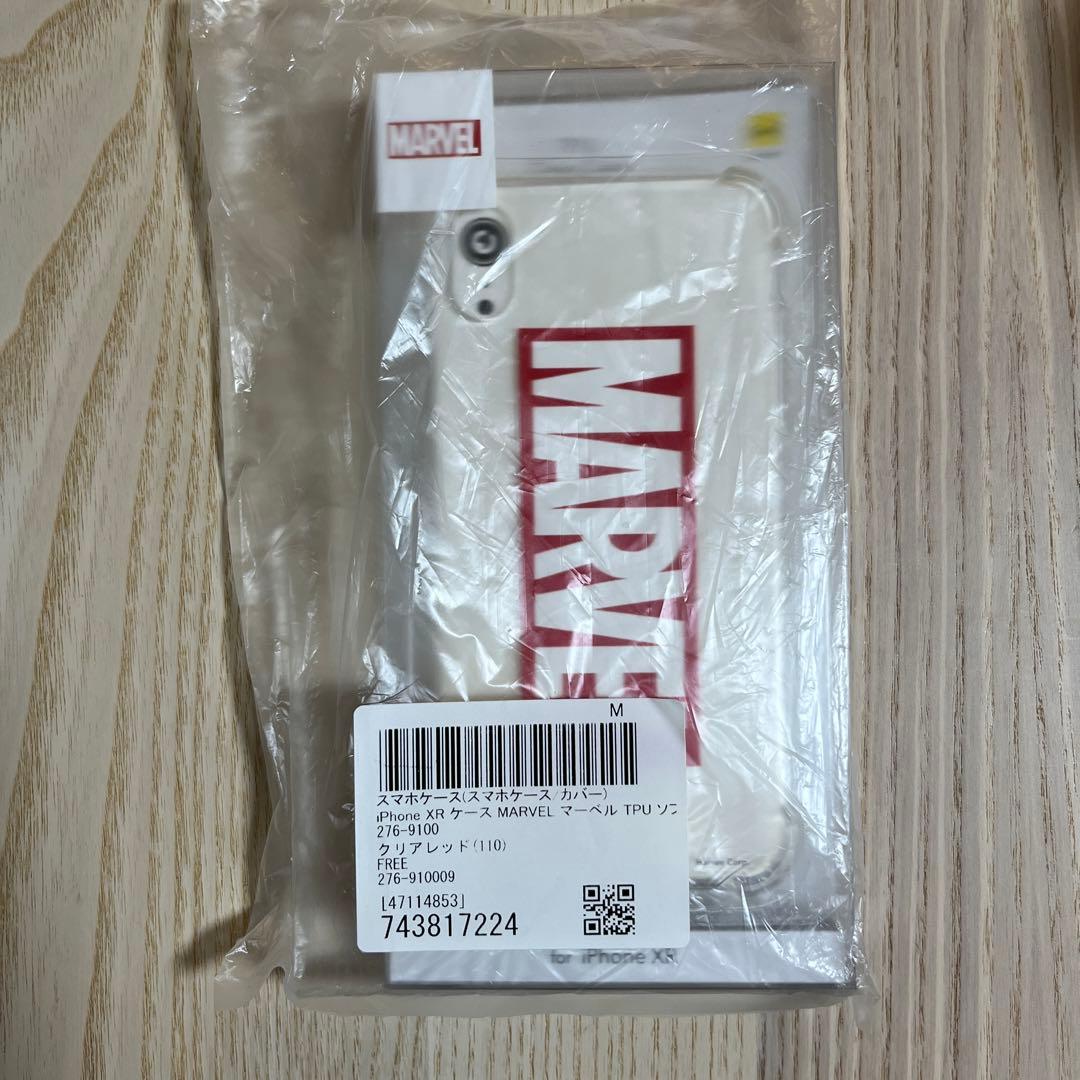 MARVEL
MARVEL
M
スマホケース(スマホケース/カバー)
iPhone XR ケース MARVEL マーベル TPU ソフ
276-9100
クリアレッド(110)
FREE
276-910009
[47114853]
743817224
for iPhone XR